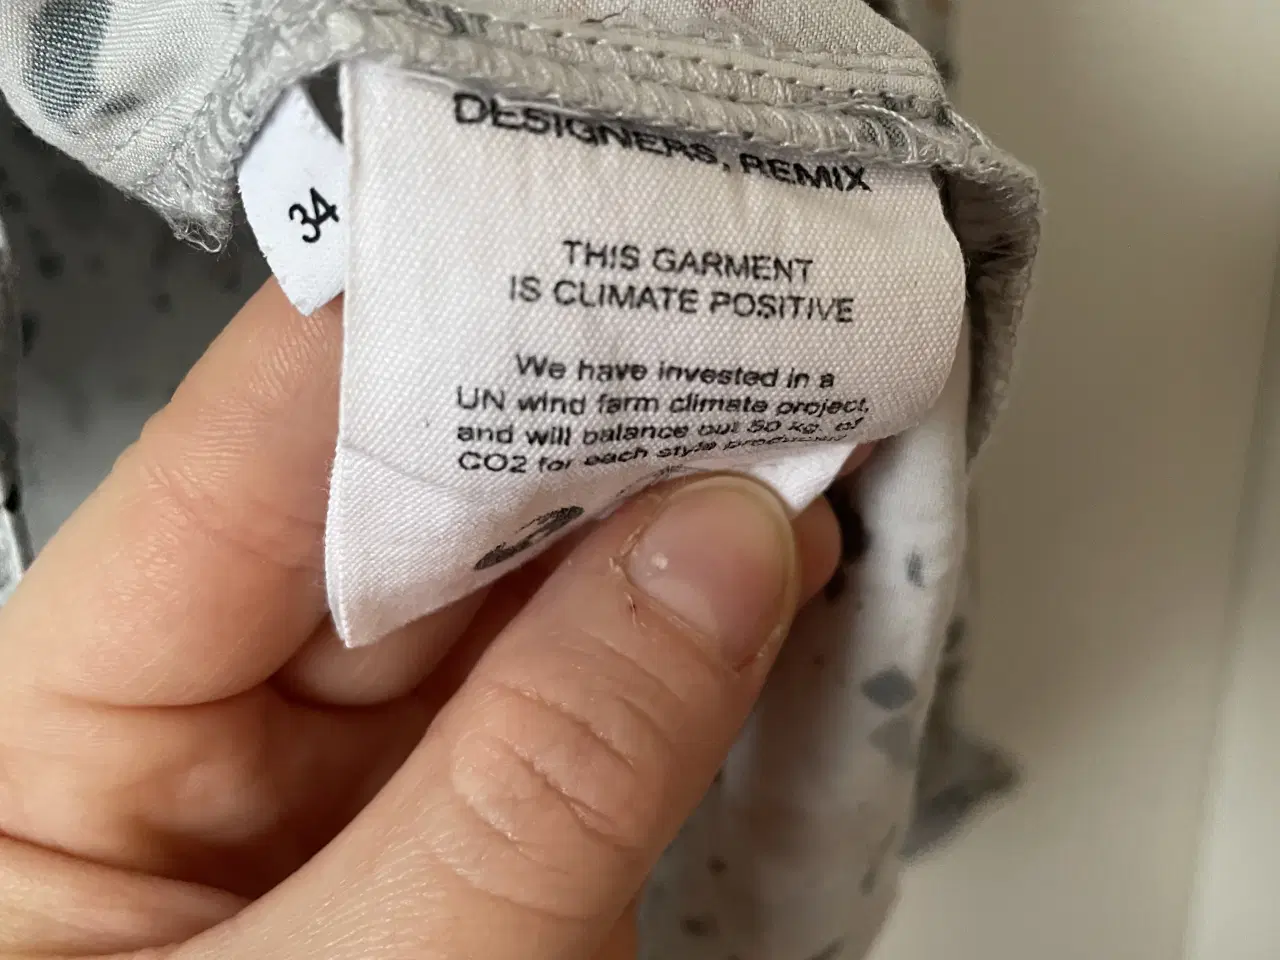 DESIGNERS, REMIX
34
THIS GARMENT
IS CLIMATE POSITIVE
We have invested in a
UN wind farm climate project,
and will balance out 50 kg. of
CO2 for each style produced